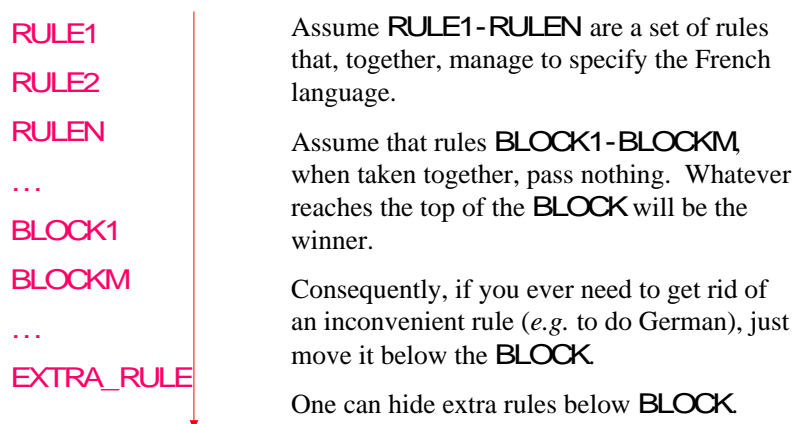 RULE1
RULE2
RULEN
...
BLOCK1
BLOCKM
...
EXTRA_RULE
Assume RULE1-RULEN are a set of rules
that, together, manage to specify the French
language.
Assume that rules BLOCK1-BLOCKM,
when taken together, pass nothing. Whatever
reaches the top of the BLOCK will be the
winner.
Consequently, if you ever need to get rid of
an inconvenient rule (e.g. to do German), just
move it below the BLOCK.
One can hide extra rules below BLOCK.